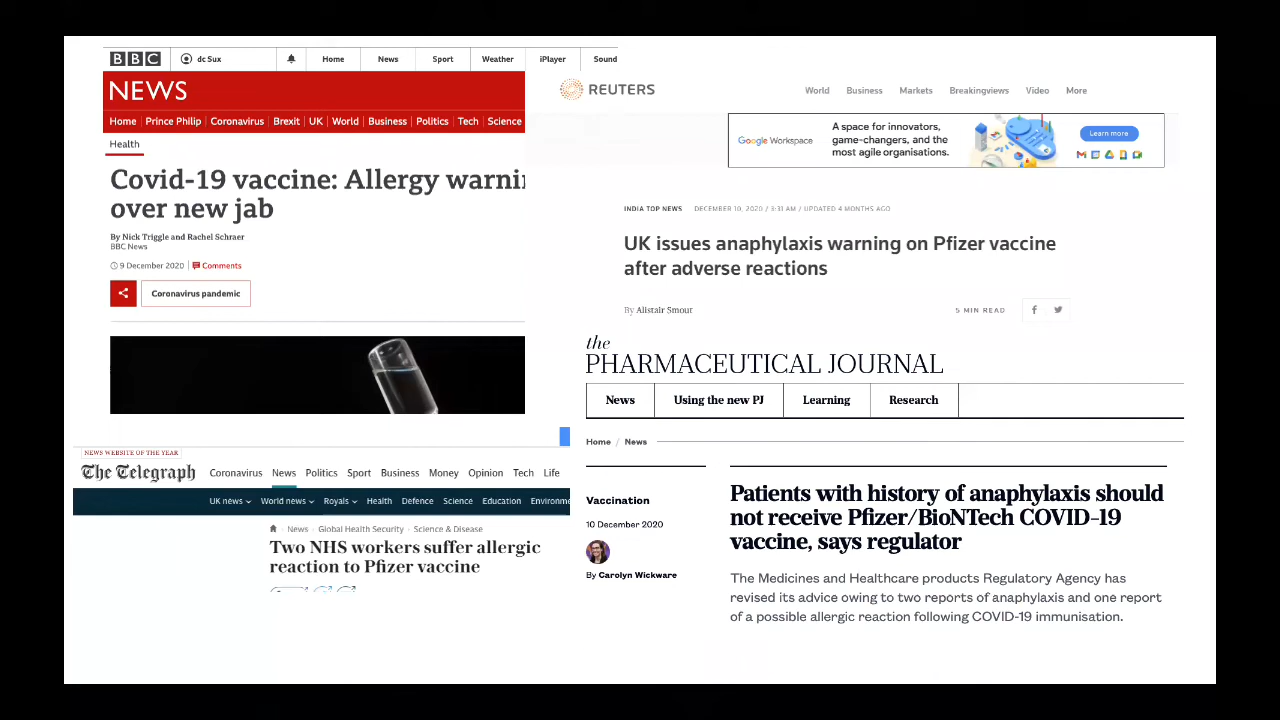 BBC dc Sux Home News Sport Weather iPlayer Sound
NEWS
Home Prince Philip Coronavirus Brexit UK World Business Politics Tech Science
Health
Covid-19 vaccine: Allergy warnin
over new jab
By Nick Triggle and Rachel Schraer
BBC News
9 December 2020 Comments
Coronavirus pandemic
REUTERS World Business Markets Breakingviews Video More
Google Workspace
A space for innovators,
game-changers, and the
most agile organisations.
Learn more
INDIA TOP NEWS DECEMBER 10, 2020 / 3:33 AM / UPDATED 4 MONTHS AGO
UK issues anaphylaxis warning on Pfizer vaccine
after adverse reactions
By Alistair Smout 5 MIN READ
the
PHARMACEUTICAL JOURNAL
News Using the new PJ Learning Research
Home / News
Vaccination
10 December 2020
By Carolyn Wickware
Patients with history of anaphylaxis should
not receive Pfizer/BioNTech COVID-19
vaccine, says regulator
The Medicines and Healthcare products Regulatory Agency has
revised its advice owing to two reports of anaphylaxis and one report
of a possible allergic reaction following COVID-19 immunisation.
NEWS WEBSITE OF THE YEAR
The Telegraph Coronavirus News Politics Sport Business Money Opinion Tech Life
UK news World news Royals Health Defence Science Education Environme
News Global Health Security Science & Disease
Two NHS workers suffer allergic
reaction to Pfizer vaccine